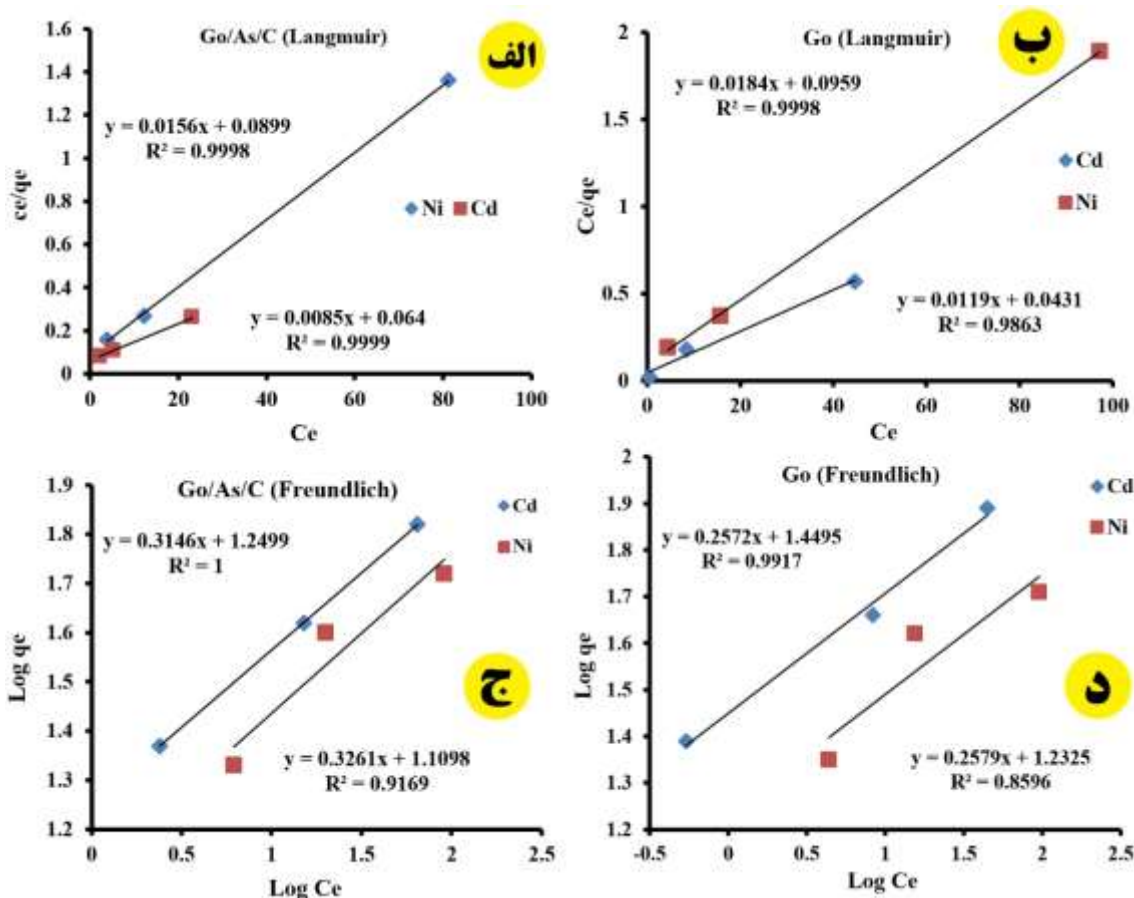 Go/As/C (Langmuir)
الف
y = 0.0156x + 0.0899
R² = 0.9998
Ni Cd
y = 0.0085x + 0.064
R² = 0.9999
ce/qe
1.6
1.4
1.2
1
0.8
0.6
0.4
0.2
0
0 20 40 60 80 100
Ce
Go (Langmuir)
ب
y = 0.0184x + 0.0959
R² = 0.9998
Cd
Ni
y = 0.0119x + 0.0431
R² = 0.9863
Ce/qe
2
1.5
1
0.5
0
0 20 40 60 80 100
Ce
Go/As/C (Freundlich)
Cd
Ni
y = 0.3146x + 1.2499
R² = 1
ج
y = 0.3261x + 1.1098
R² = 0.9169
Log qe
1.9
1.8
1.7
1.6
1.5
1.4
1.3
1.2
0 0.5 1 1.5 2 2.5
Log Ce
Go (Freundlich)
Cd
Ni
y = 0.2572x + 1.4495
R² = 0.9917
د
y = 0.2579x + 1.2325
R² = 0.8596
Log qe
2
1.9
1.8
1.7
1.6
1.5
1.4
1.3
1.2
-0.5 0 0.5 1 1.5 2 2.5
Log Ce